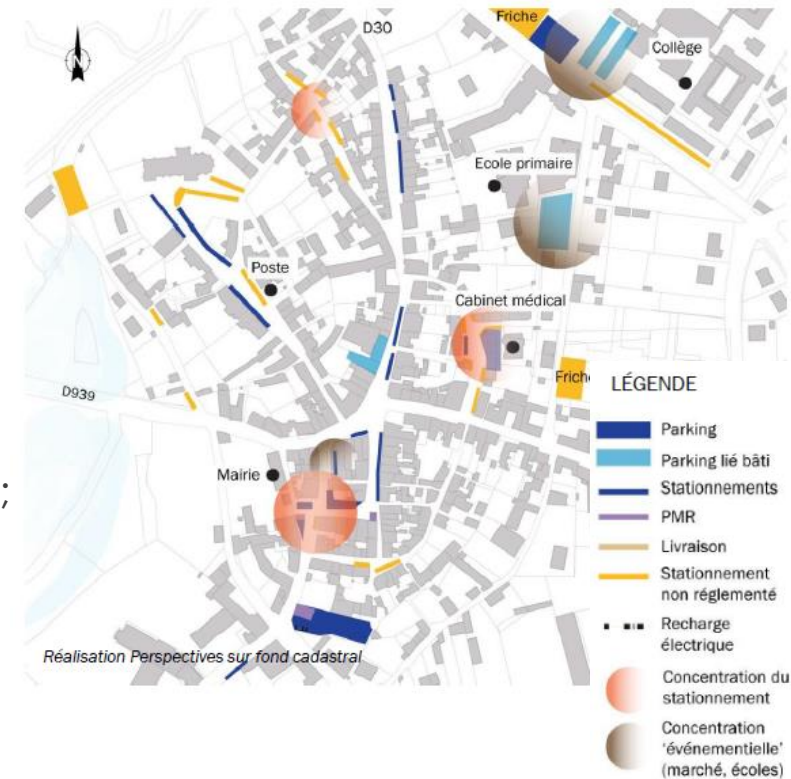 Friche
D30
Collège
Ecole primaire
Poste
Cabinet médical
Friche
D939
Mairie
;
Réalisation Perspectives sur fond cadastral
LÉGENDE
Parking
Parking lié bâti
Stationnements
PMR
Livraison
Stationnement
non réglementé
Recharge
électrique
Concentration du
stationnement
Concentration
'événementielle'
(marché, écoles)